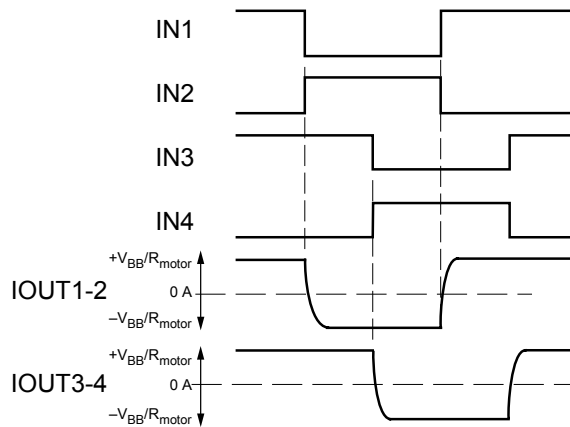 IN1
IN2
IN3
IN4
+VBB/Rmotor
IOUT1-2
0 A
–VBB/Rmotor
+VBB/Rmotor
IOUT3-4
0 A
–VBB/Rmotor